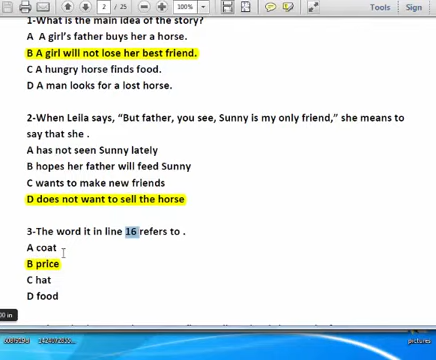 2 / 25
100%
Tools
Sign
1-What is the main idea of the story?
A A girl's father buys her a horse.
B A girl will not lose her best friend.
C A hungry horse finds food.
D A man looks for a lost horse.
2-When Leila says, "But father, you see, Sunny is my only friend," she means to
say that she .
A has not seen Sunny lately
B hopes her father will feed Sunny
C wants to make new friends
D does not want to sell the horse
3-The word it in line 16 refers to .
A coat
B price
C hat
D food
00 in
pictures